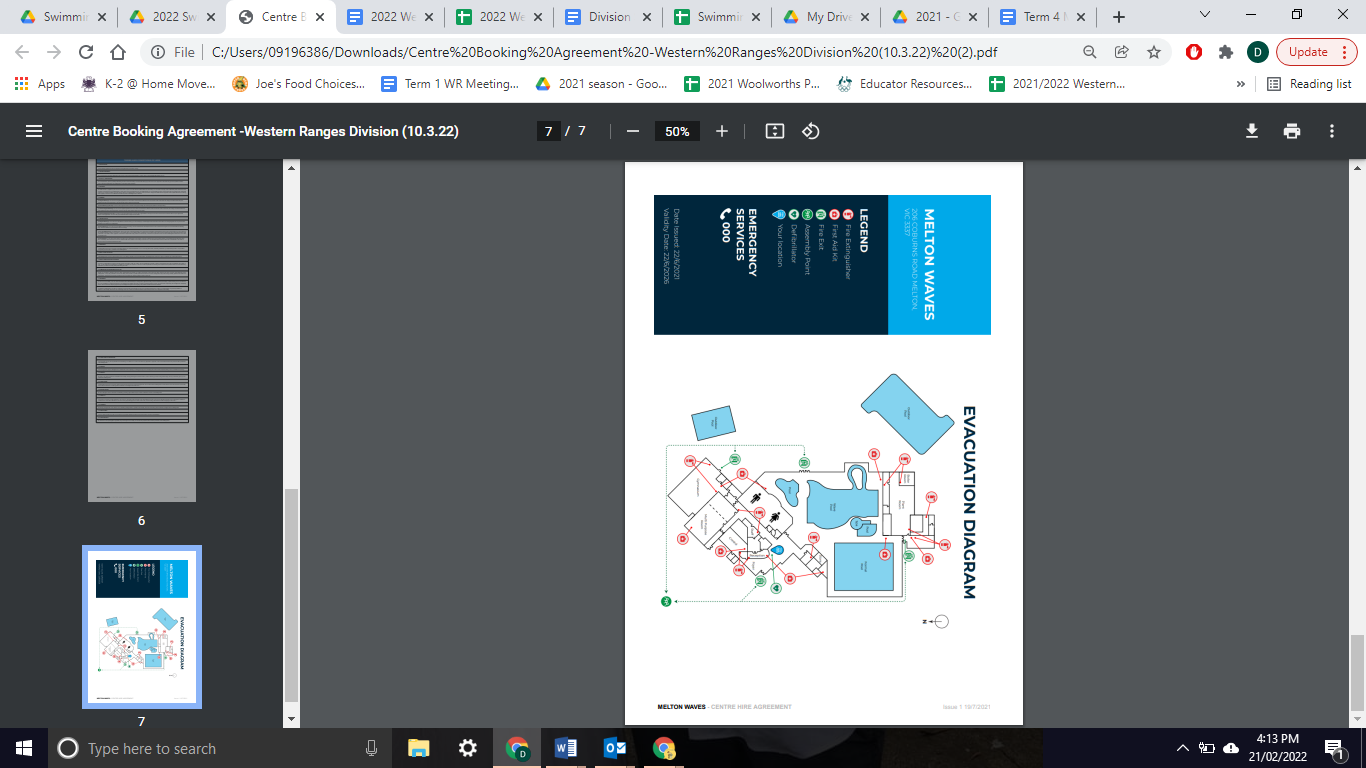 Swimmin
2022 Sw
Centre B
2022 We
2022 We
Division
Swimmin
My Drive
2021 - G
Term 4 M
File
C:/Users/09196386/Downloads/Centre%20Booking%20Agreement%20-Western%20Ranges%20Division%20(10.3.22)%20(2).pdf
D
Update
Apps
K-2 @ Home Move...
Joe's Food Choices...
Term 1 WR Meeting...
2021 season - Goo...
2021 Woolworths P...
Educator Resources...
2021/2022 Western...
»
Reading list
Centre Booking Agreement -Western Ranges Division (10.3.22)
7 / 7
50%
5
6
7
MELTON WAVES
206 COBURNS ROAD MELTON,
VIC 3337
LEGEND
Fire Extinguisher
First Aid Kit
Fire Exit
Assembly Point
Defibrillator
Your location
EMERGENCY
SERVICES
000
Date Issued: 22/6/2021
Validity Date: 22/6/2026
EVACUATION DIAGRAM
Reception
N
MELTON WAVES - CENTRE HIRE AGREEMENT
Issue 1 19/7/2021
Type here to search
4:13 PM
21/02/2022
1